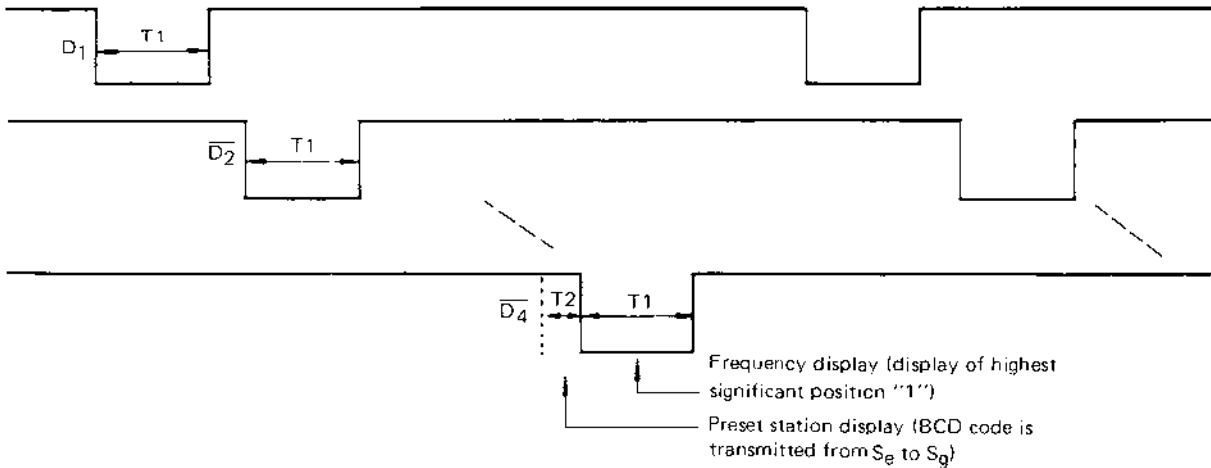 D1 T1
D2 T1
D4 T2 T1
Frequency display (display of highest
significant position "1")
Preset station display (BCD code is
transmitted from Se to Sg)